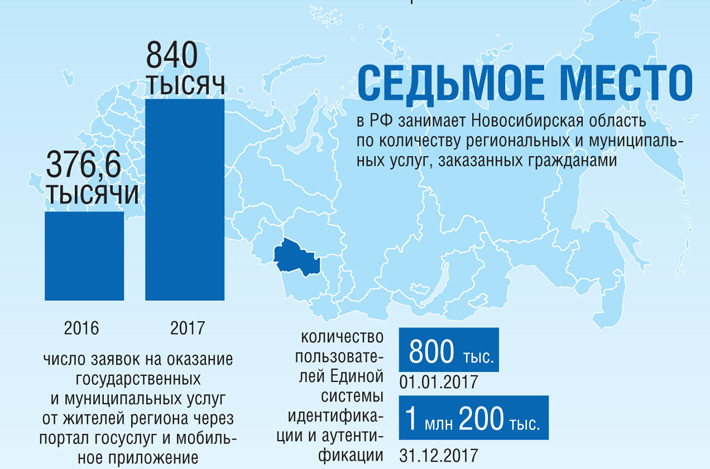 СЕДЬМОЕ МЕСТО
в РФ занимает Новосибирская область
по количеству региональных и муниципаль-
ных услуг, заказанных гражданами
840
ТЫСЯЧ
376,6
ТЫСЯЧИ
2016
2017
число заявок на оказание
государственных
и муниципальных услуг
от жителей региона через
портал госуслуг и мобиль-
ное приложение
количество
пользовате-
лей Единой
системы
идентифика-
ции и аутенти-
фикации
800 тыс.
01.01.2017
1 млн 200 тыс.
31.12.2017